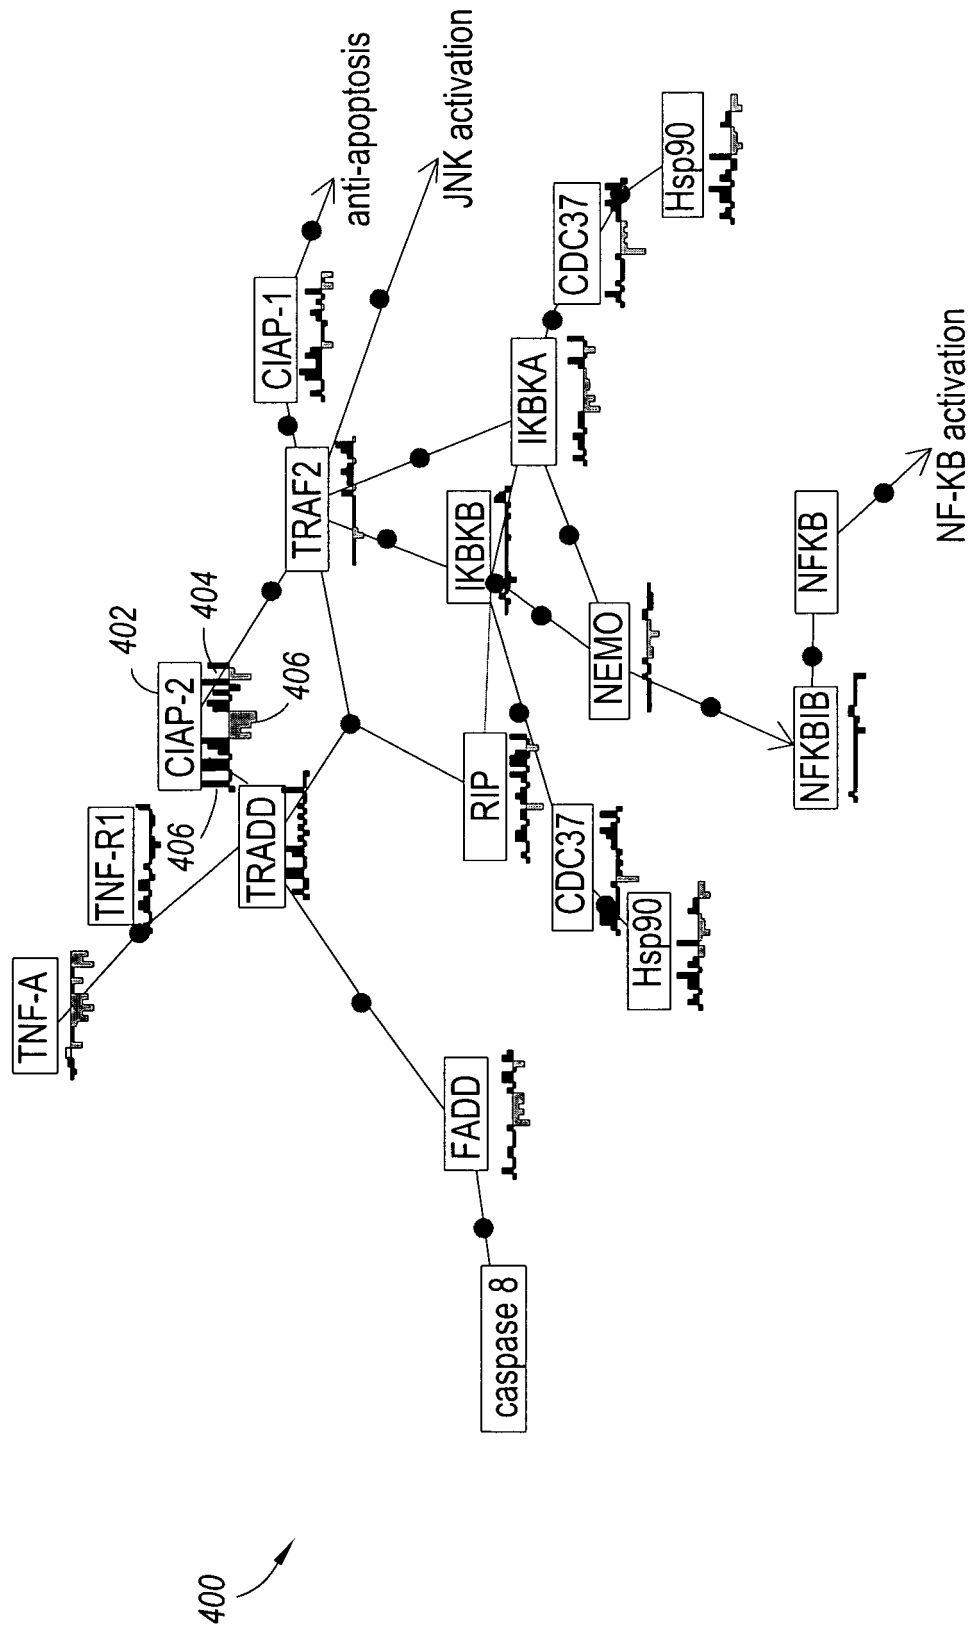 400
TNF-A
TNF-R1
CIAP-2
402
404
406
406
TRADD
TRAF2
CIAP-1
anti-apoptosis
JNK activation
FADD
caspase 8
RIP
IKBKB
IKBKA
CDC37
Hsp90
CDC37
Hsp90
NEMO
NFKBIB
NFKB
NF-KB activation